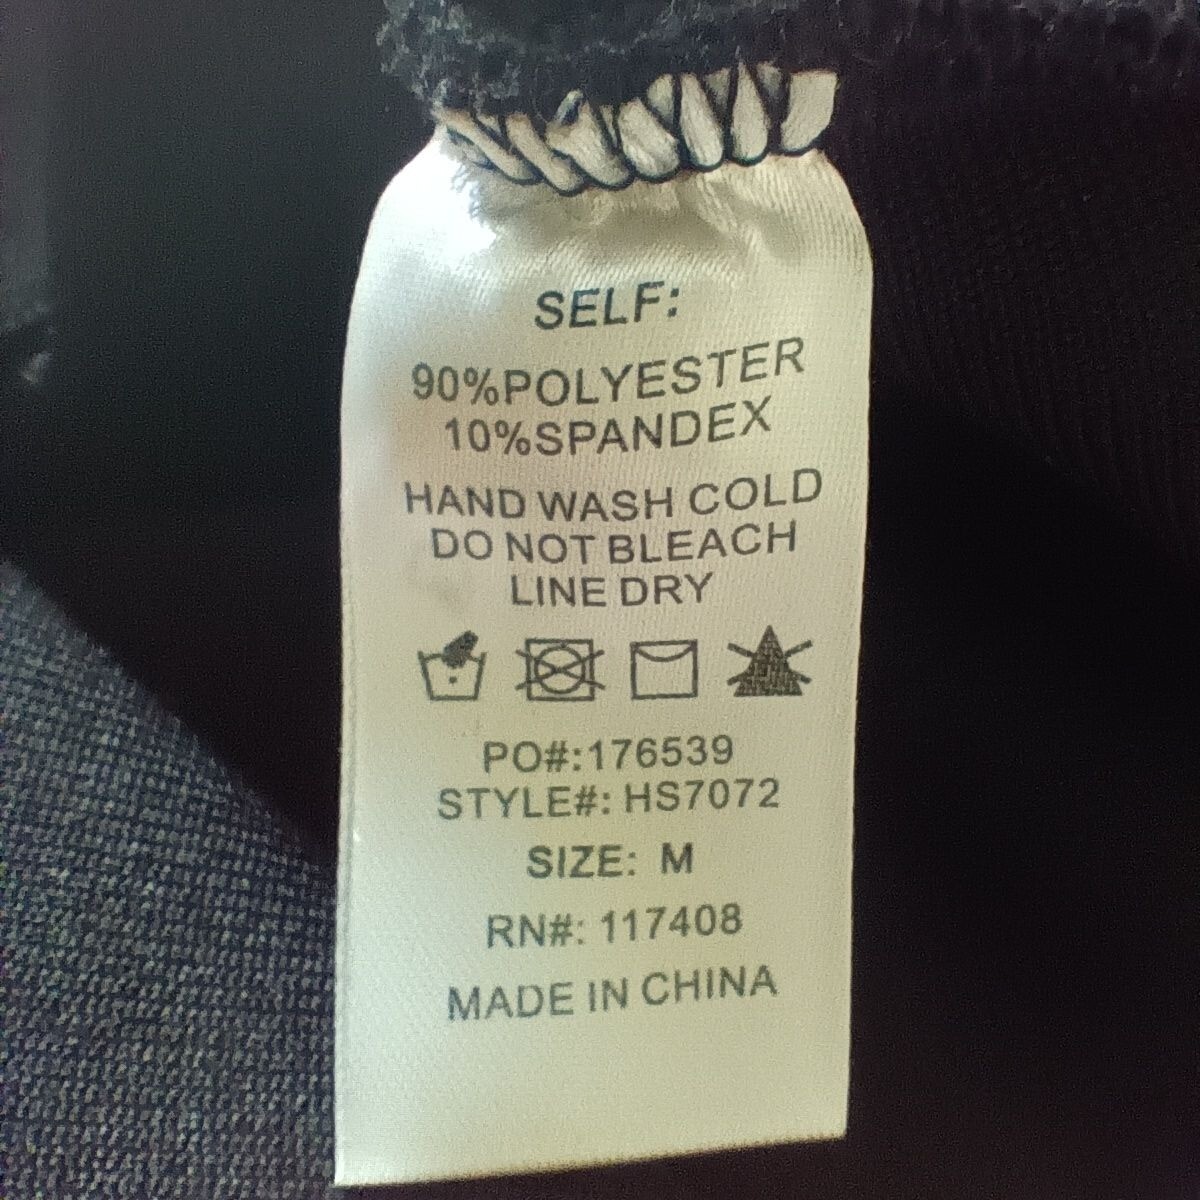 SELF:
90%POLYESTER
10%SPANDEX
HAND WASH COLD
DO NOT BLEACH
LINE DRY
PO#:176539
STYLE#: HS7072
SIZE: M
RN#: 117408
MADE IN CHINA